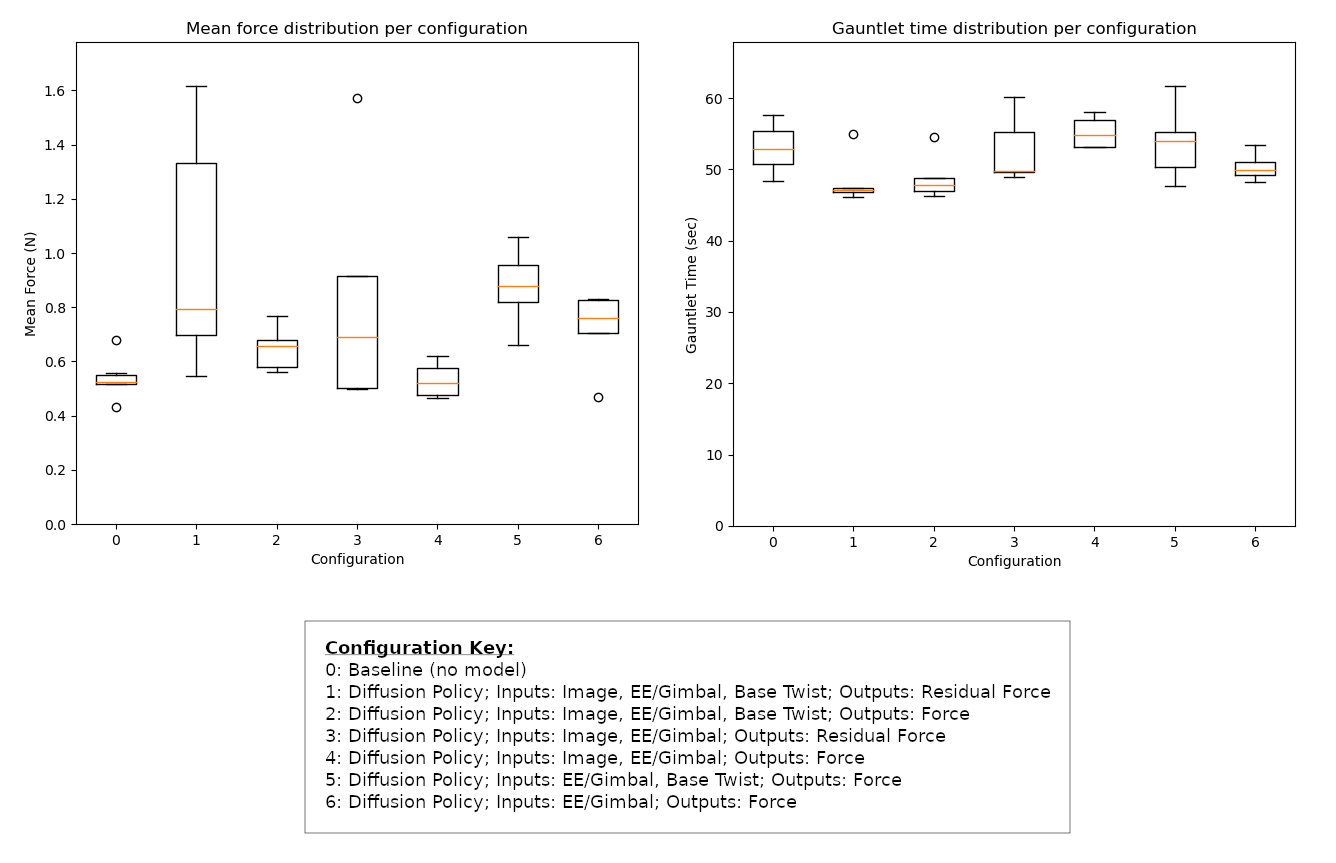 Mean force distribution per configuration
1.6
1.4
1.2
1.0
0.8
0.6
0.4
0.2
0.0
Mean Force (N)
0 1 2 3 4 5 6
Configuration
Gauntlet time distribution per configuration
60
50
40
30
20
10
0
Gauntlet Time (sec)
0 1 2 3 4 5 6
Configuration
Configuration Key:
0: Baseline (no model)
1: Diffusion Policy; Inputs: Image, EE/Gimbal, Base Twist; Outputs: Residual Force
2: Diffusion Policy; Inputs: Image, EE/Gimbal, Base Twist; Outputs: Force
3: Diffusion Policy; Inputs: Image, EE/Gimbal; Outputs: Residual Force
4: Diffusion Policy; Inputs: Image, EE/Gimbal; Outputs: Force
5: Diffusion Policy; Inputs: EE/Gimbal, Base Twist; Outputs: Force
6: Diffusion Policy; Inputs: EE/Gimbal; Outputs: Force